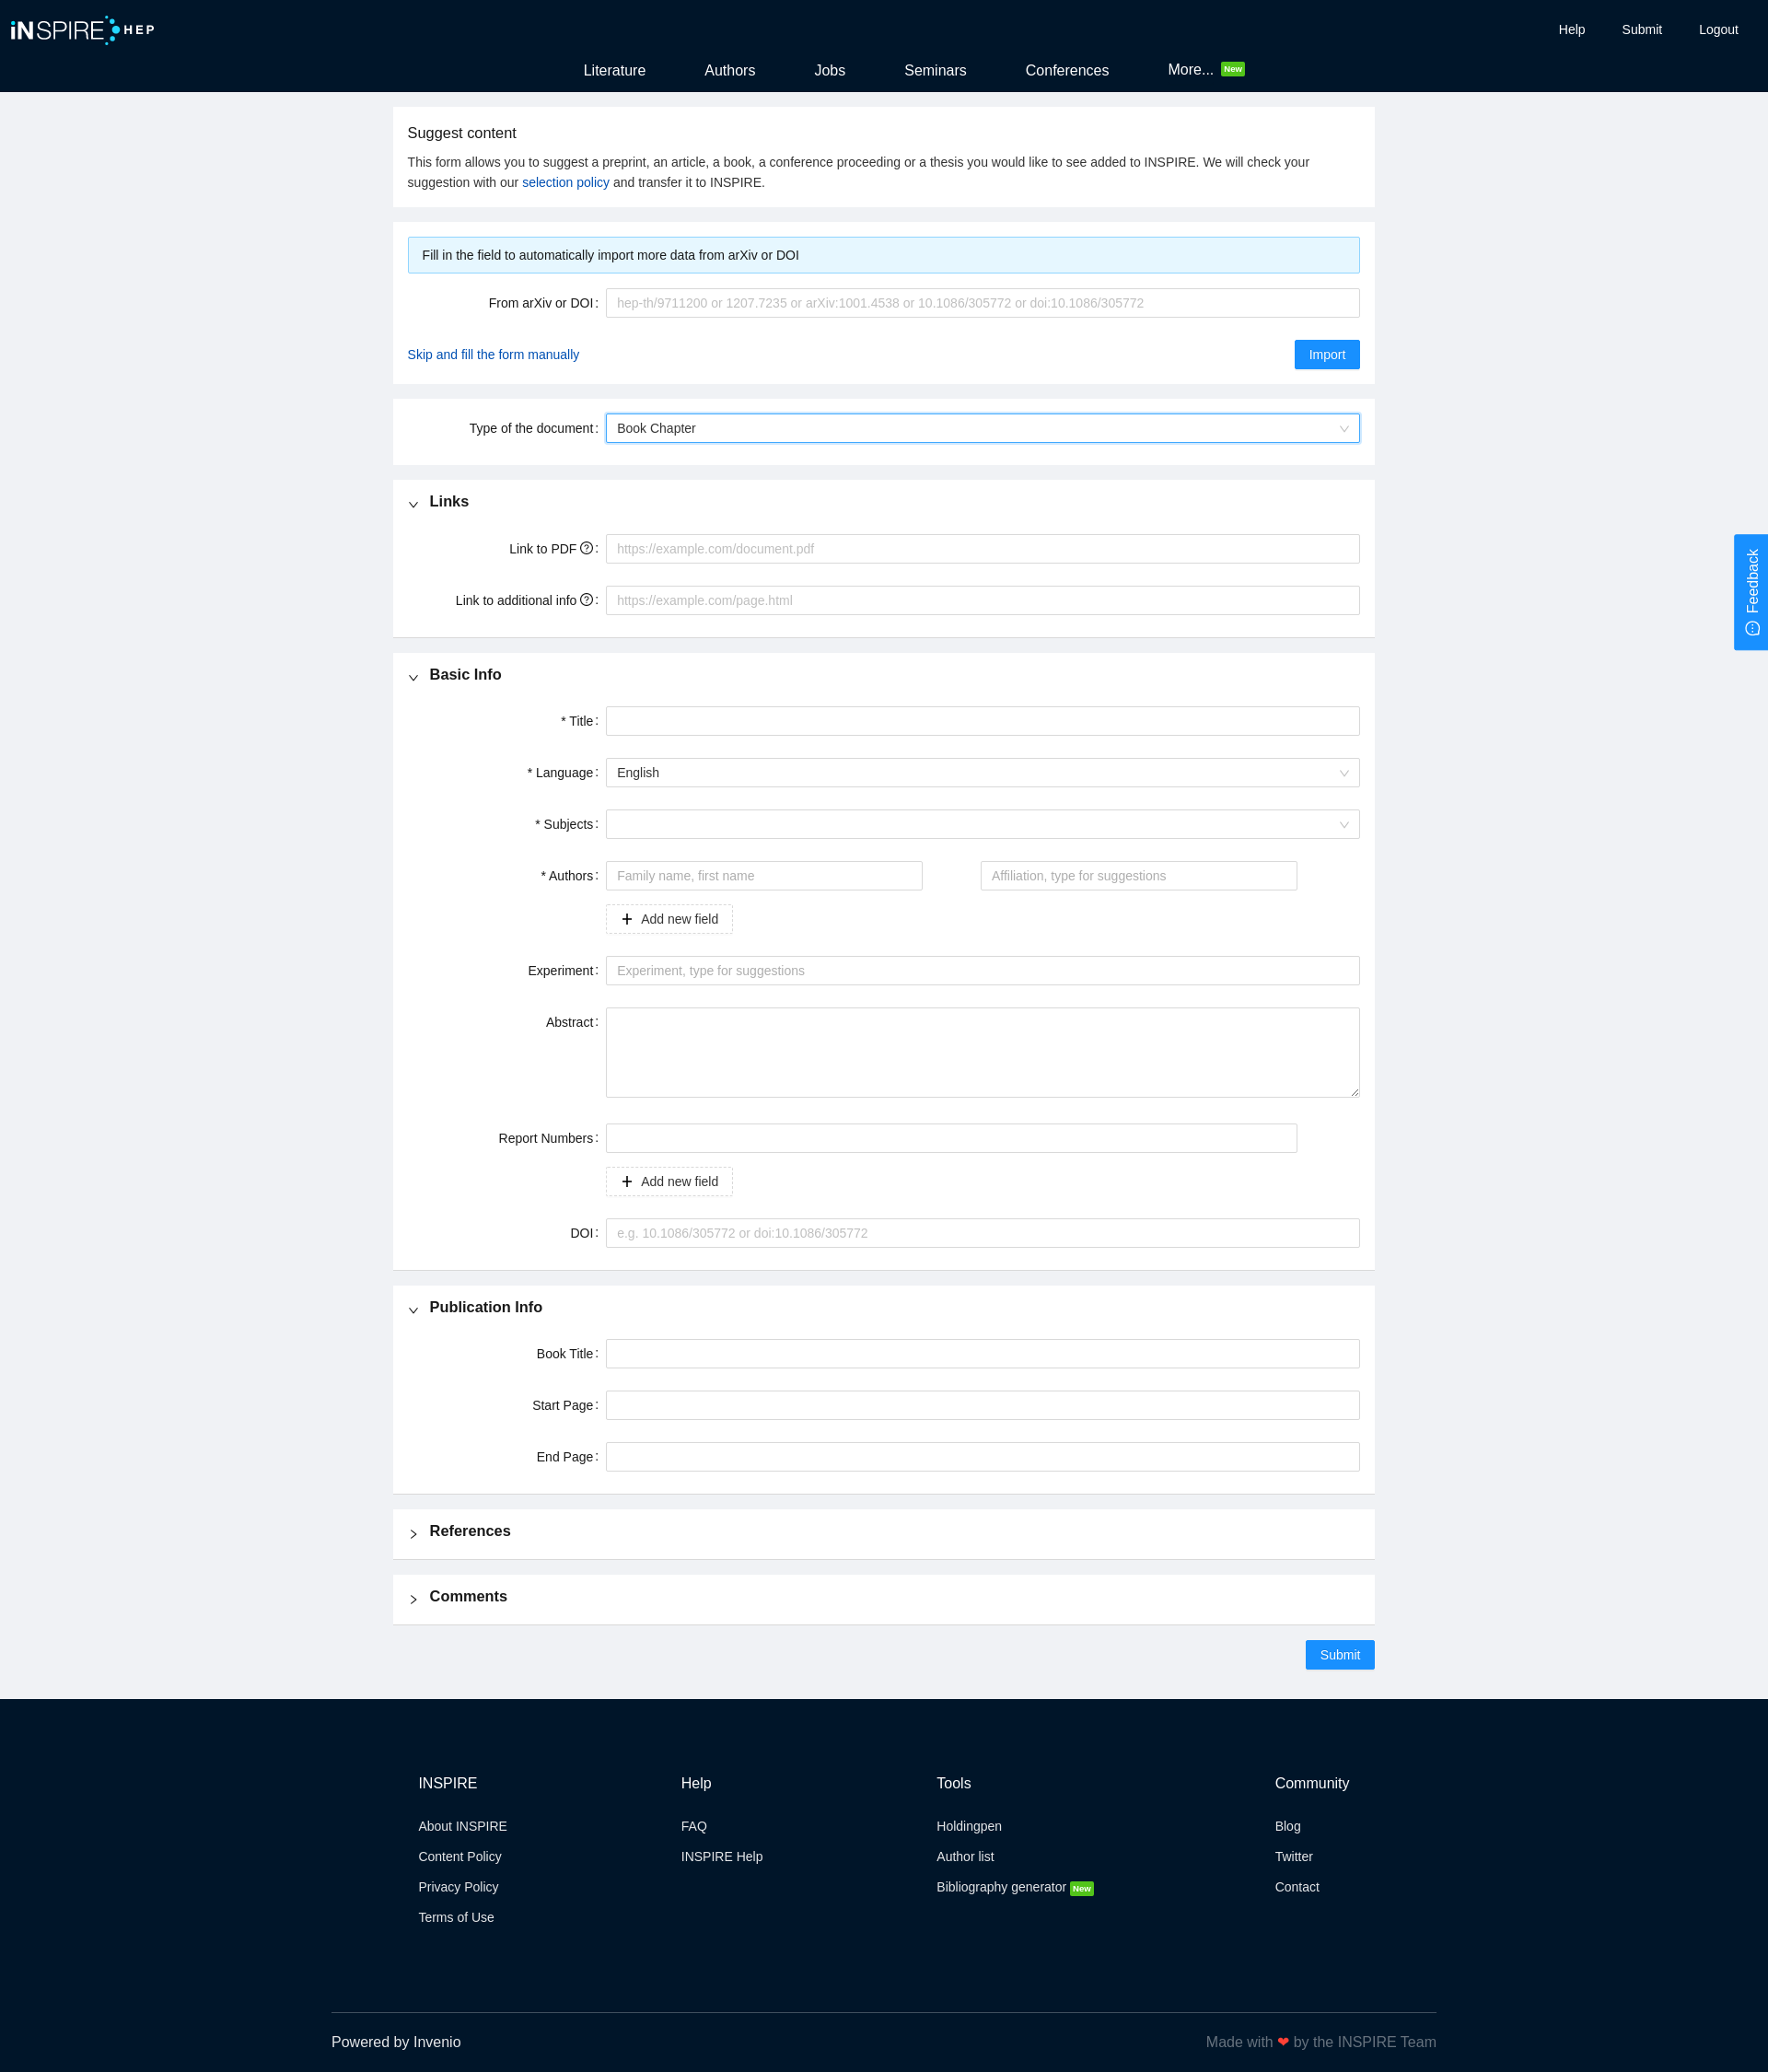 iNSPIRE HEP
Help Submit Logout
Literature Authors Jobs Seminars Conferences More... New
Suggest content
This form allows you to suggest a preprint, an article, a book, a conference proceeding or a thesis you would like to see added to INSPIRE. We will check your
suggestion with our selection policy and transfer it to INSPIRE.
Fill in the field to automatically import more data from arXiv or DOI
From arXiv or DOI : hep-th/9711200 or 1207.7235 or arXiv:1001.4538 or 10.1086/305772 or doi:10.1086/305772
Skip and fill the form manually Import
Type of the document : Book Chapter
Links
Link to PDF : https://example.com/document.pdf
Link to additional info : https://example.com/page.html
Feedback
Basic Info
* Title :
* Language : English
* Subjects :
* Authors : Family name, first name Affiliation, type for suggestions
+ Add new field
Experiment : Experiment, type for suggestions
Abstract :
Report Numbers :
+ Add new field
DOI : e.g. 10.1086/305772 or doi:10.1086/305772
Publication Info
Book Title :
Start Page :
End Page :
References
Comments
Submit
INSPIRE Help Tools Community
About INSPIRE FAQ Holdingpen Blog
Content Policy INSPIRE Help Author list Twitter
Privacy Policy Bibliography generator New Contact
Terms of Use
Powered by Invenio Made with ❤ by the INSPIRE Team